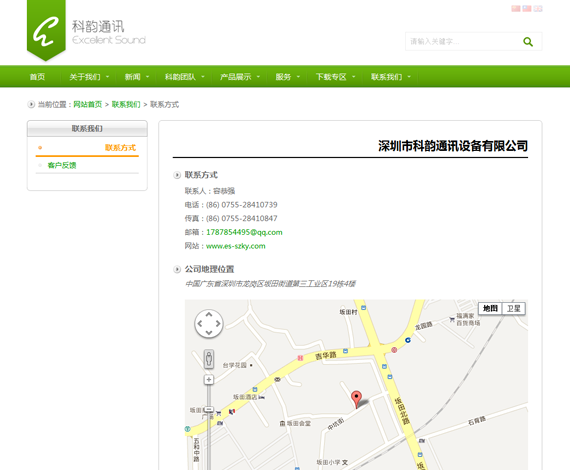 科韵通讯
Excellent Sound
请输入关键字...
首页 关于我们 新闻 科韵团队 产品展示 服务 下载专区 联系我们
当前位置：网站首页 > 联系我们 > 联系方式
联系我们
联系方式
客户反馈
深圳市科韵通讯设备有限公司
联系方式
联系人：容恭强
电话：(86) 0755-28410739
传真：(86) 0755-28410847
邮箱：1787854495@qq.com
网站：www.es-szky.com
公司地理位置
中国广东省深圳市龙岗区坂田街道第三工业区19栋4楼
地图 卫星
坂田村
福满家
百货商场
龙园路
吉华路
台学花园
坂田酒店
坂田
坂田会堂
中坑街
坂田北路
石背路
五和中路
坂田小学
坂田